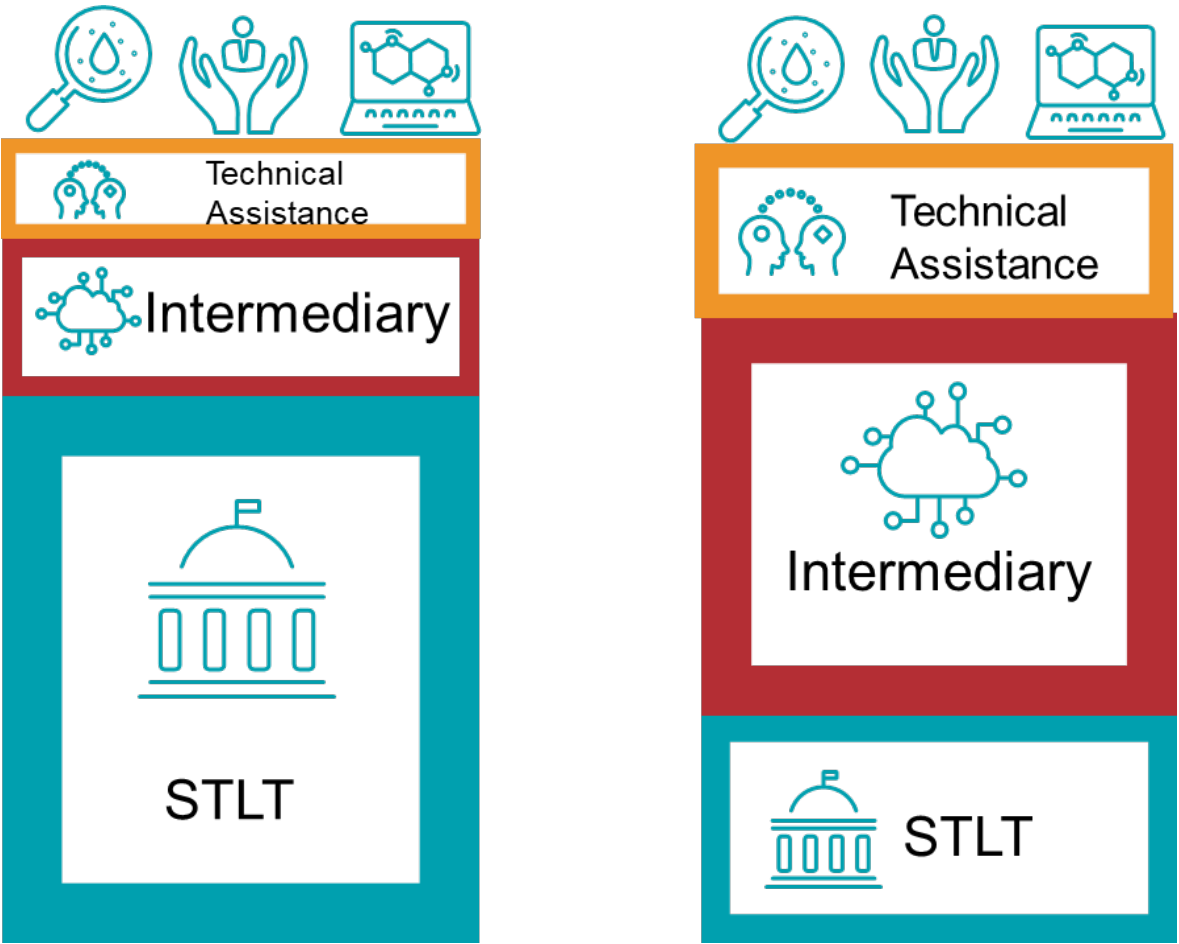 Technical
Assistance
Intermediary
STLT
Technical
Assistance
Intermediary
STLT